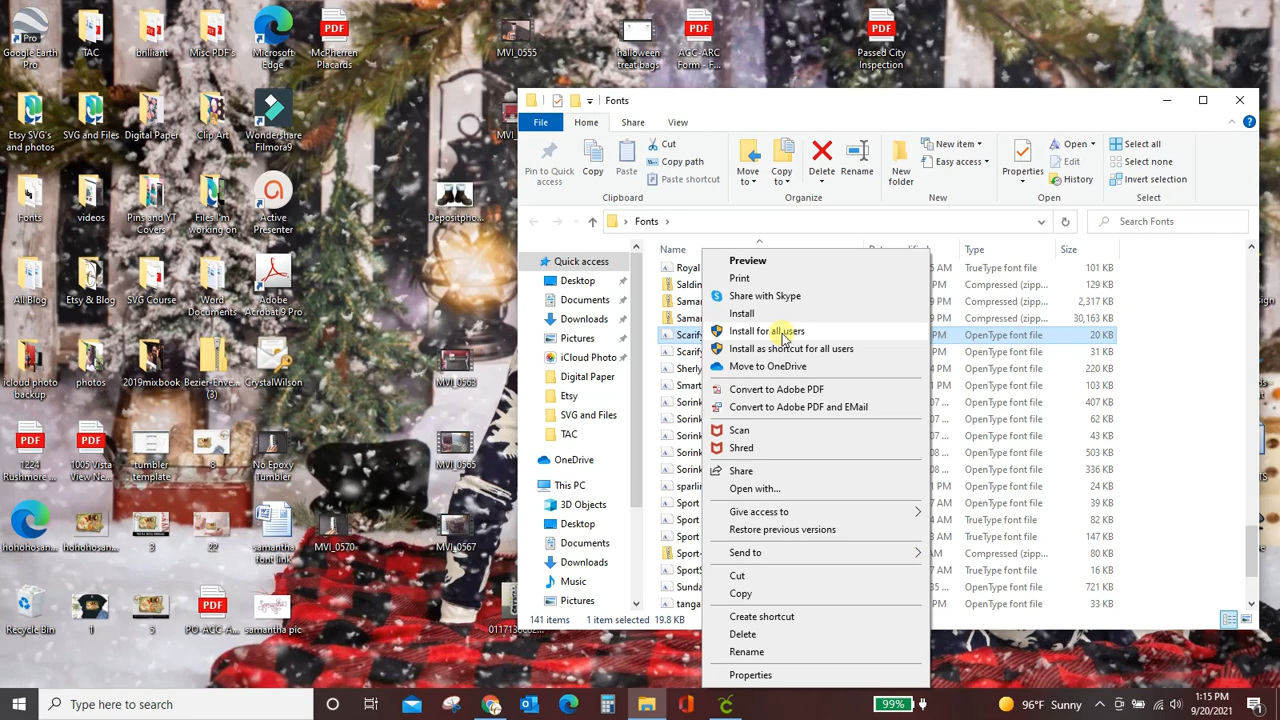 Google Earth Pro
TAC
brilliant
Misc PDF's
Microsoft Edge
McPherren Placards
MVI_0555
halloween treat bags
ACC-ARC Form - F...
Passed City Inspection
Etsy SVG's and photos
SVG and Files
Digital Paper
Clip Art
Wondershare Filmora9
Fonts
videos
Pins and YT Covers
Files I'm working on
Active Presenter
All Blog
Etsy & Blog
SVG Course
Word Documents
Adobe Acrobat 9 Pro
icloud photo backup
photos
2019mixbook
Bezier-Enve... (3)
CrystalWilson
MVI_0563
1224 Rushmore ...
1005 Vista View Ne...
tumbler template
8
No Epoxy Tumbler
MVI_0565
hohohosan...
hohohosan...
3
22
samantha font link
MVI_0570
MVI_0567
Recycle Bin
1
5
PO-ACC-A...
samantha pic
Fonts
File
Home
Share
View
Pin to Quick access
Copy
Paste
Cut
Copy path
Paste shortcut
Move to
Copy to
Delete
Rename
New folder
New item
Easy access
Properties
Open
Edit
History
Select all
Select none
Invert selection
Clipboard
Organize
New
Open
Select
Fonts
Search Fonts
Quick access
Desktop
Documents
Downloads
Pictures
iCloud Photo
Digital Paper
Etsy
SVG and Files
TAC
OneDrive
This PC
3D Objects
Desktop
Documents
Downloads
Music
Pictures
Name
Type
Size
Royal
TrueType font file
101 KB
Compressed (zipp...
129 KB
Compressed (zipp...
2,317 KB
Compressed (zipp...
30,163 KB
OpenType font file
20 KB
OpenType font file
31 KB
OpenType font file
220 KB
OpenType font file
103 KB
OpenType font file
407 KB
OpenType font file
62 KB
OpenType font file
43 KB
OpenType font file
503 KB
OpenType font file
336 KB
OpenType font file
24 KB
Sport
OpenType font file
39 KB
Sport
TrueType font file
82 KB
Sport
TrueType font file
147 KB
Sport
Compressed (zipp...
80 KB
TrueType font file
16 KB
OpenType font file
721 KB
OpenType font file
33 KB
Preview
Print
Share with Skype
Install
Install for all users
Install as shortcut for all users
Move to OneDrive
Convert to Adobe PDF
Convert to Adobe PDF and EMail
Scan
Shred
Share
Open with...
Give access to
Restore previous versions
Send to
Cut
Copy
Create shortcut
Delete
Rename
Properties
141 items
1 item selected
19.8 KB
Type here to search
99%
96°F Sunny
1:15 PM
9/20/2021